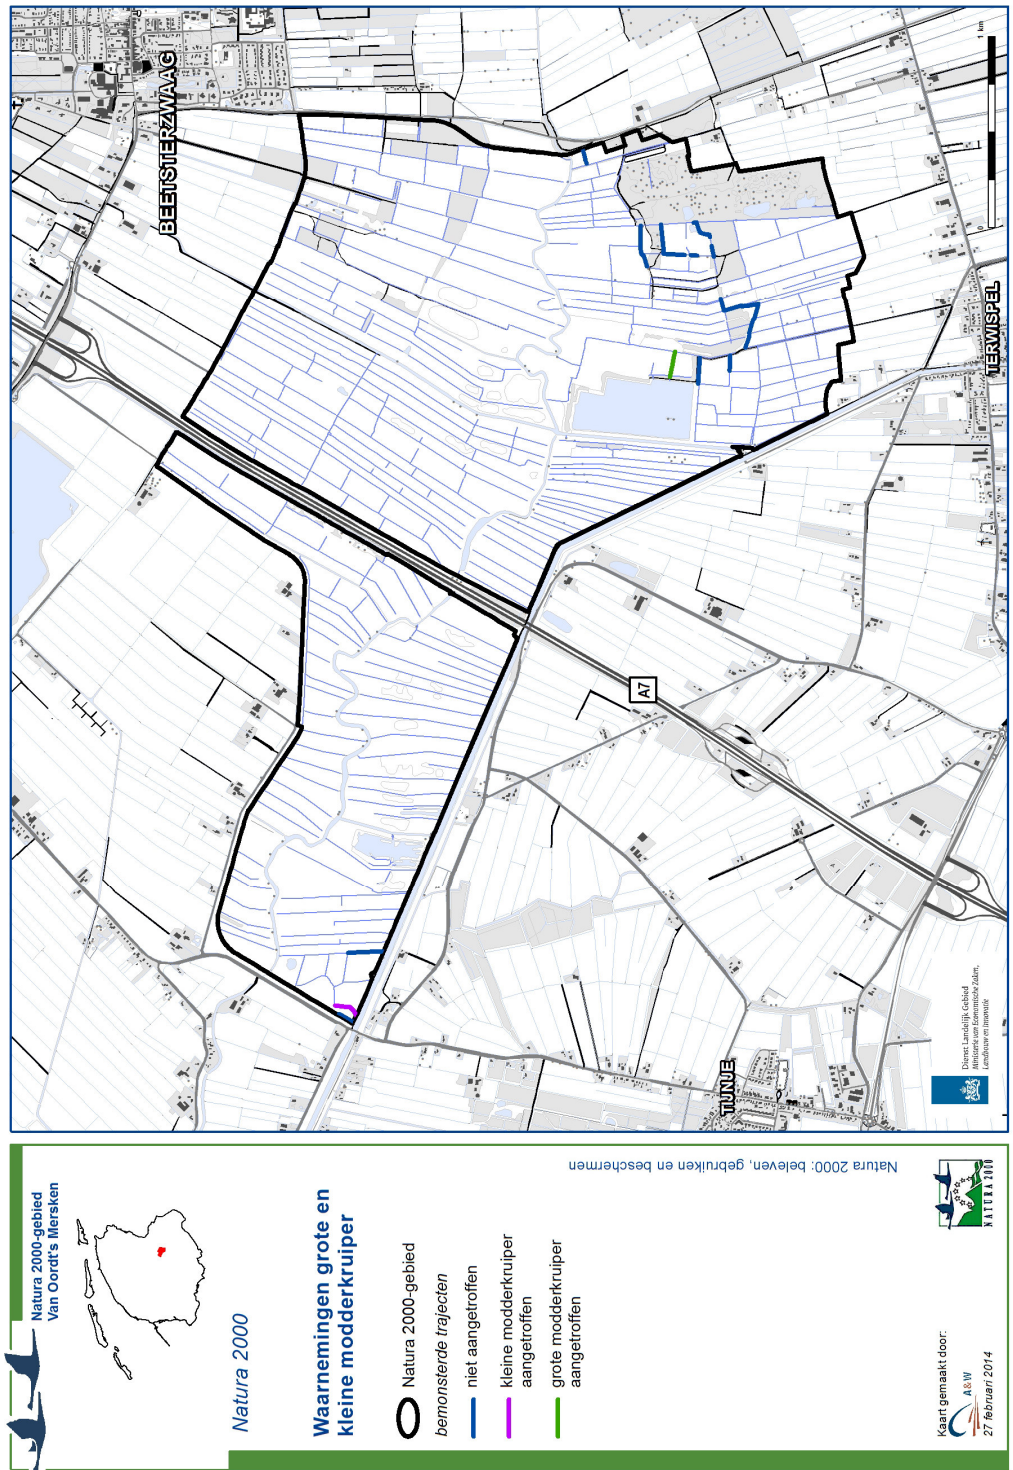 Natura 2000-gebied
Van Oordt's Mersken
Natura 2000
Waarnemingen grote en
kleine modderkruiper
Natura 2000-gebied
bemonsterde trajecten
niet aangetroffen
kleine modderkruiper
aangetroffen
grote modderkruiper
aangetroffen
Natura 2000: beleven, gebruiken en beschermen
Kaart gemaakt door:
A&W
27 februari 2014
NATURA 2000
BEETSTERZWAAG
TERWISPEL
TIJNJE
A7
1 km
Dienst Landelijk Gebied
Ministerie van Economische Zaken,
Landbouw en Innovatie